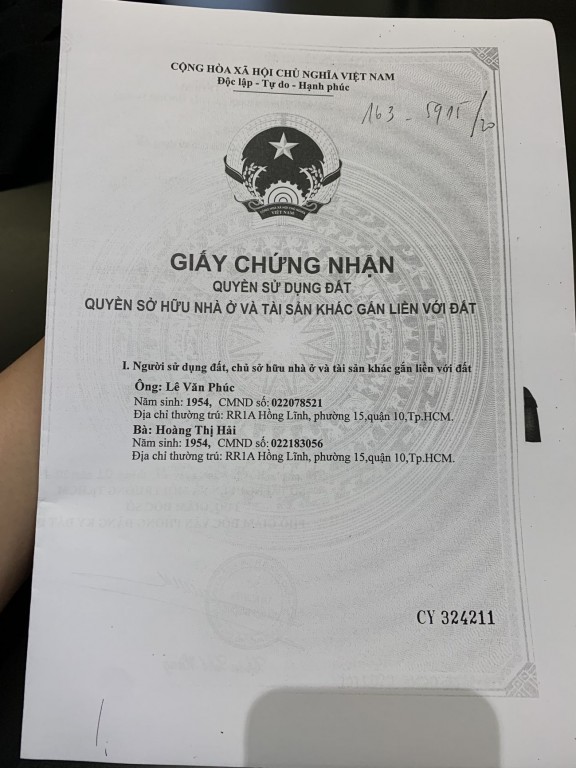 CỘNG HÒA XÃ HỘI CHỦ NGHĨA VIỆT NAM
Độc lập - Tự do - Hạnh phúc
163 - 5915/20
VIỆT NAM
GIẤY CHỨNG NHẬN
QUYỀN SỬ DỤNG ĐẤT
QUYỀN SỞ HỮU NHÀ Ở VÀ TÀI SẢN KHÁC GẮN LIỀN VỚI ĐẤT
I. Người sử dụng đất, chủ sở hữu nhà ở và tài sản khác gắn liền với đất
Ông: Lê Văn Phúc
Năm sinh: 1954, CMND số: 022078521
Địa chỉ thường trú: RR1A Hồng Lĩnh, phường 15,quận 10,Tp.HCM.
Bà: Hoàng Thị Hải
Năm sinh: 1954, CMND số: 022183056
Địa chỉ thường trú: RR1A Hồng Lĩnh, phường 15,quận 10,Tp.HCM.
CY 324211